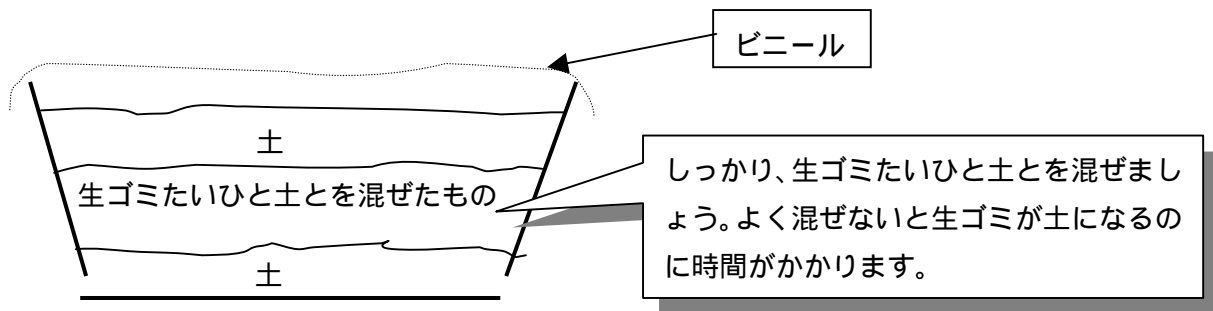 ビニール
土
生ゴミたいひと土とを混ぜたもの
しっかり、生ゴミたいひと土とを混ぜまし
ょう。よく混ぜないと生ゴミが土になるの
に時間がかかります。
土